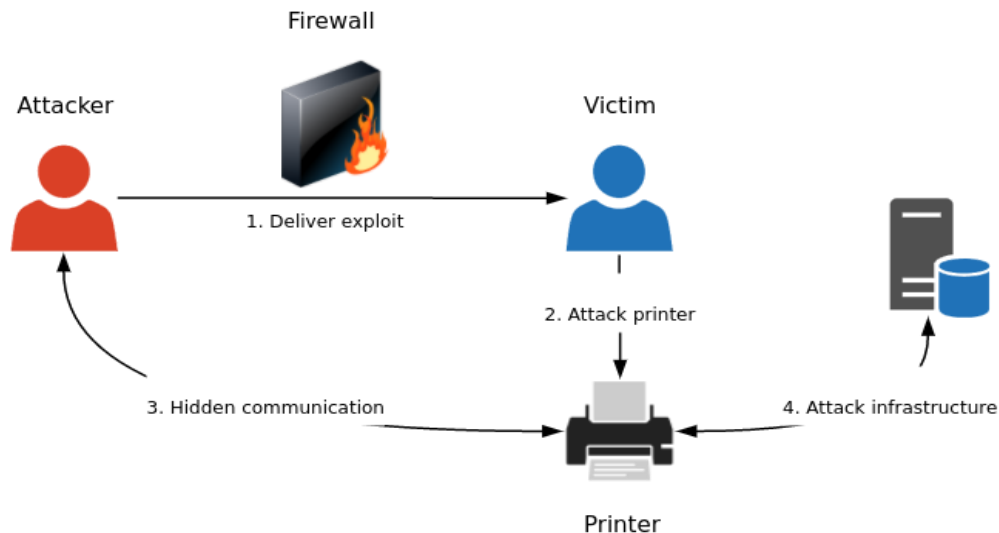 Firewall
Attacker
Victim
1. Deliver exploit
2. Attack printer
3. Hidden communication
4. Attack infrastructure
Printer